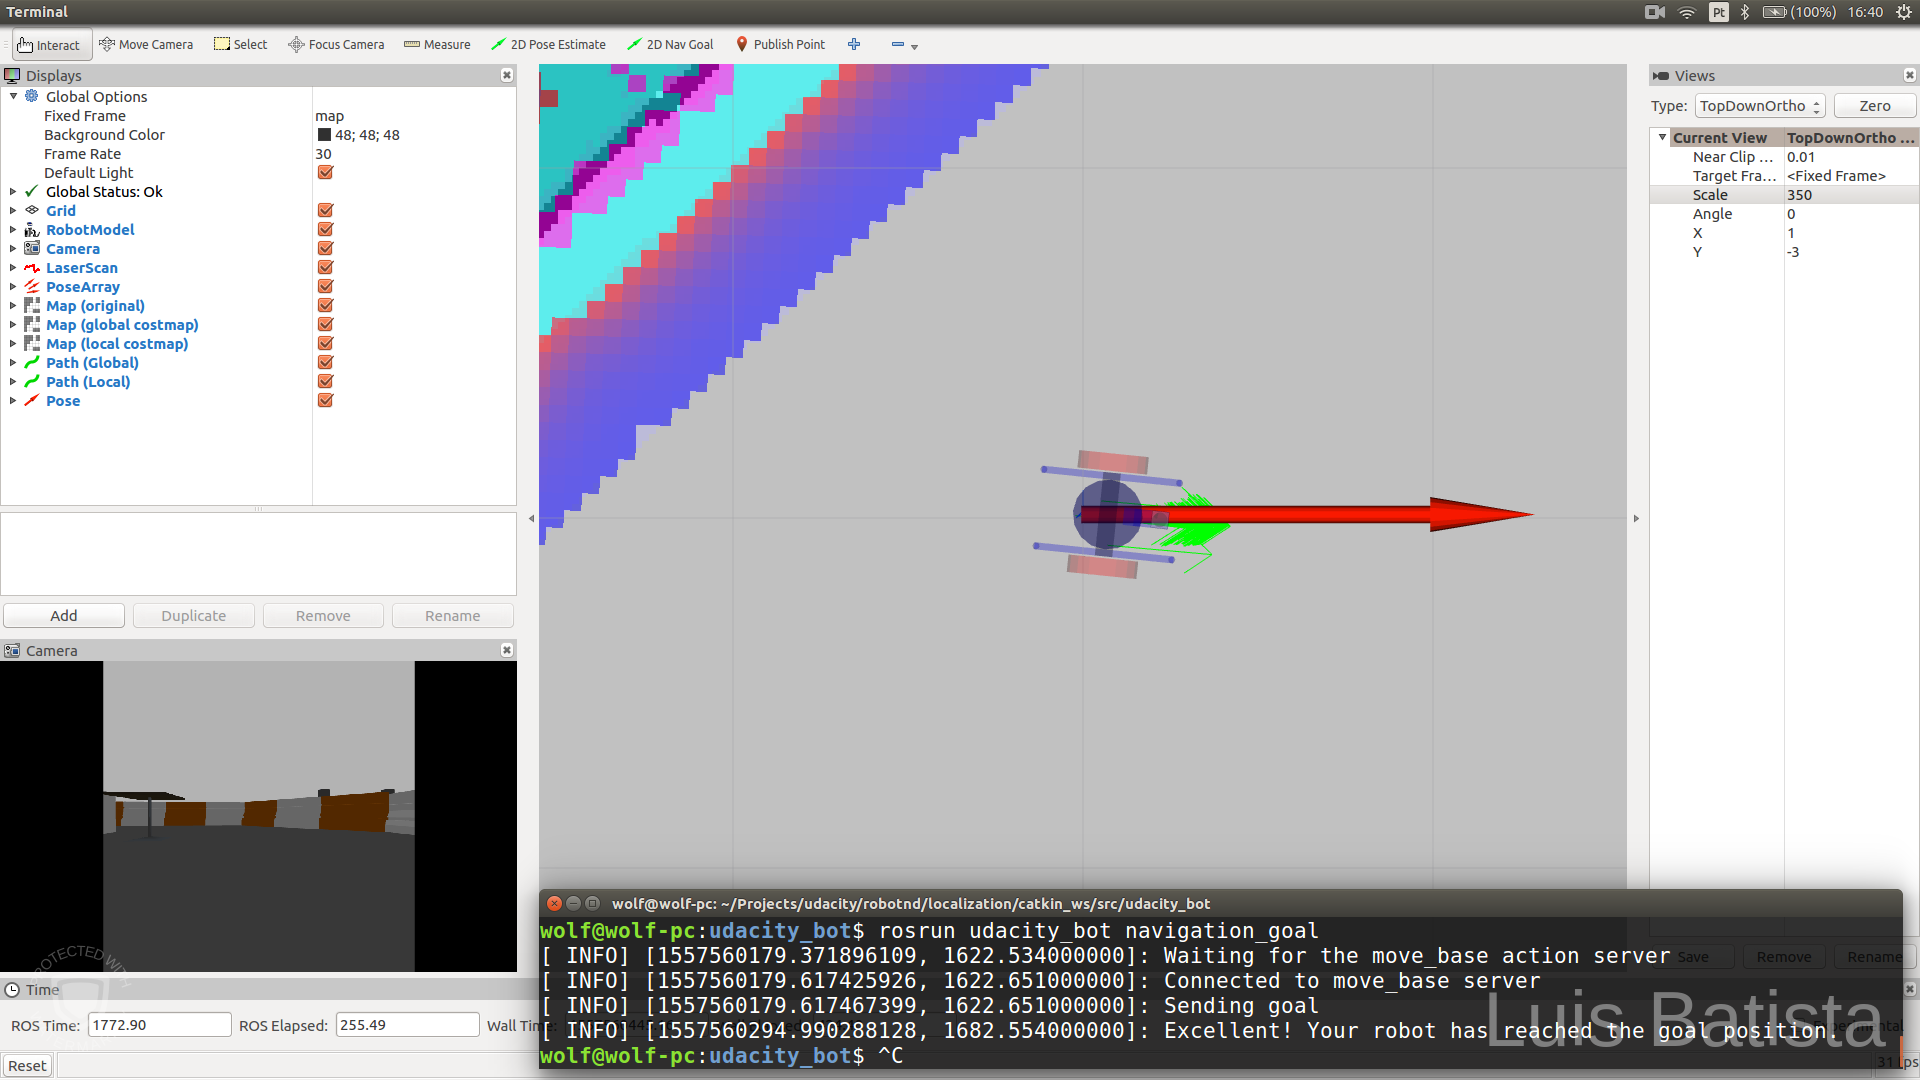 Terminal
Pt (100%) 16:40
Interact Move Camera Select Focus Camera Measure 2D Pose Estimate 2D Nav Goal Publish Point
Displays
Global Options
Fixed Frame map
Background Color 48; 48; 48
Frame Rate 30
Default Light
Global Status: Ok
Grid
RobotModel
Camera
LaserScan
PoseArray
Map (original)
Map (global costmap)
Map (local costmap)
Path (Global)
Path (Local)
Pose
Add Duplicate Remove Rename
Camera
Views
Type: TopDownOrtho Zero
Current View TopDownOrtho ...
Near Clip ... 0.01
Target Fra... <Fixed Frame>
Scale 350
Angle 0
X 1
Y -3
Save Remove Rename
wolf@wolf-pc: ~/Projects/udacity/robotnd/localization/catkin_ws/src/udacity_bot
wolf@wolf-pc:udacity_bot$ rosrun udacity_bot navigation_goal
[ INFO] [1557560179.371896109, 1622.534000000]: Waiting for the move_base action server
[ INFO] [1557560179.617425926, 1622.651000000]: Connected to move_base server
[ INFO] [1557560179.617467399, 1622.651000000]: Sending goal
[ INFO] [1557560294.990288128, 1682.554000000]: Excellent! Your robot has reached the goal position.
wolf@wolf-pc:udacity_bot$ ^C
Time
ROS Time: 1772.90 ROS Elapsed: 255.49 Wall Time:
Reset
Luis Batista
PROTECTED WITH